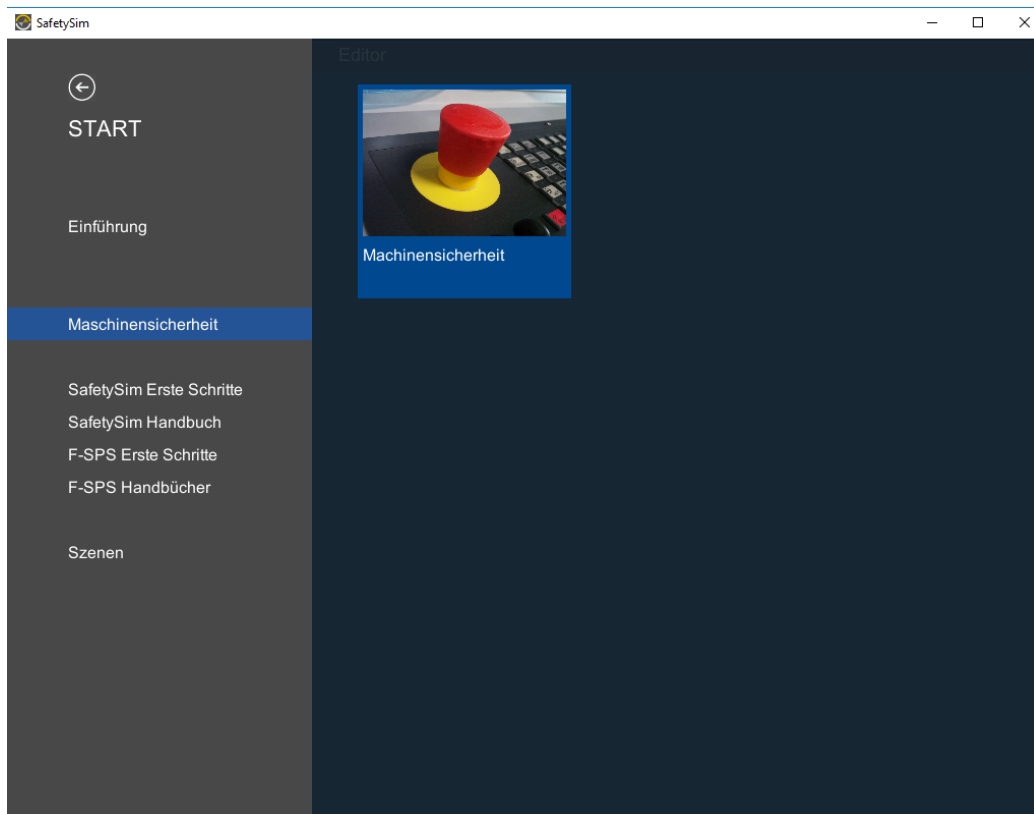 SafetySim
Editor
START
Einführung
Machinensicherheit
Maschinensicherheit
SafetySim Erste Schritte
SafetySim Handbuch
F-SPS Erste Schritte
F-SPS Handbücher
Szenen